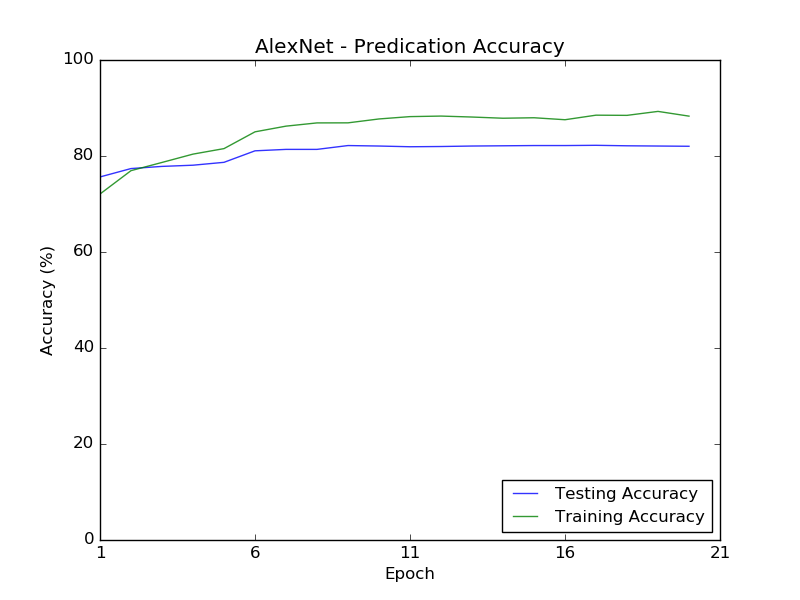 AlexNet - Predication Accuracy
100
80
60
40
20
0
Accuracy (%)
1 6 11 16 21
Epoch
Testing Accuracy
Training Accuracy